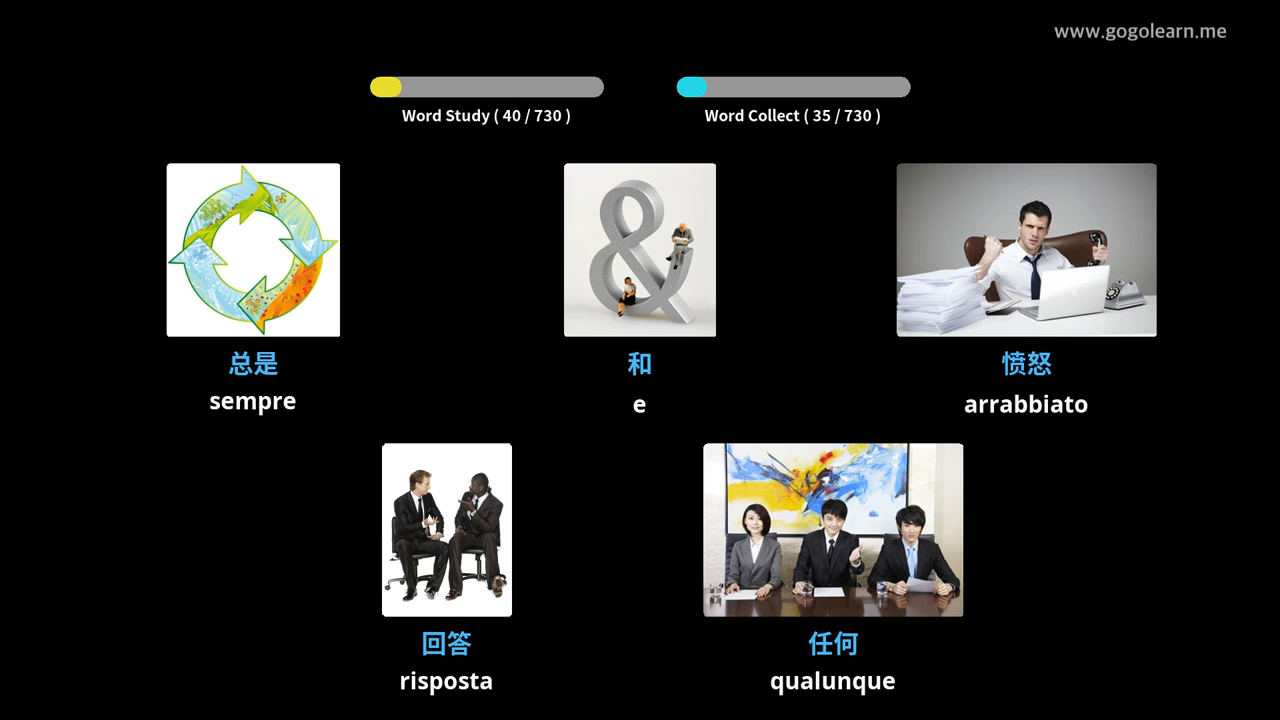 www.gogolearn.me
Word Study ( 40 / 730 )
Word Collect ( 35 / 730 )
&
总是
和
愤怒
sempre
e
arrabbiato
回答
任何
risposta
qualunque